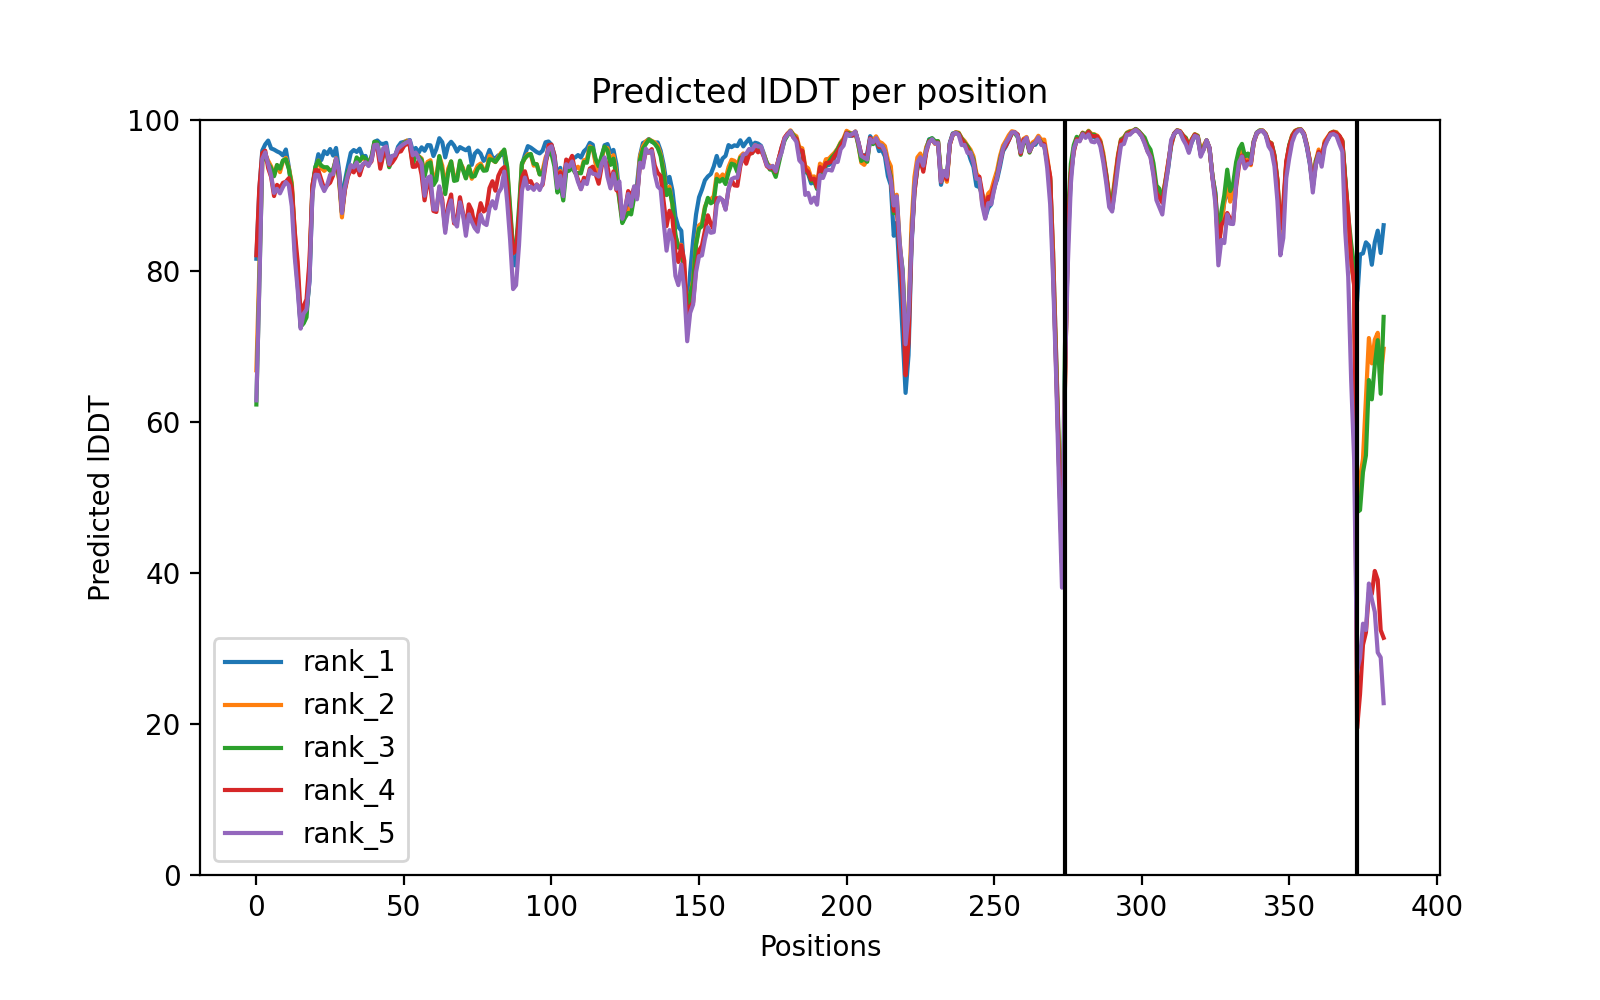 Predicted lDDT per position
100
80
60
40
20
0
Predicted lDDT
rank_1
rank_2
rank_3
rank_4
rank_5
0 50 100 150 200 250 300 350 400
Positions